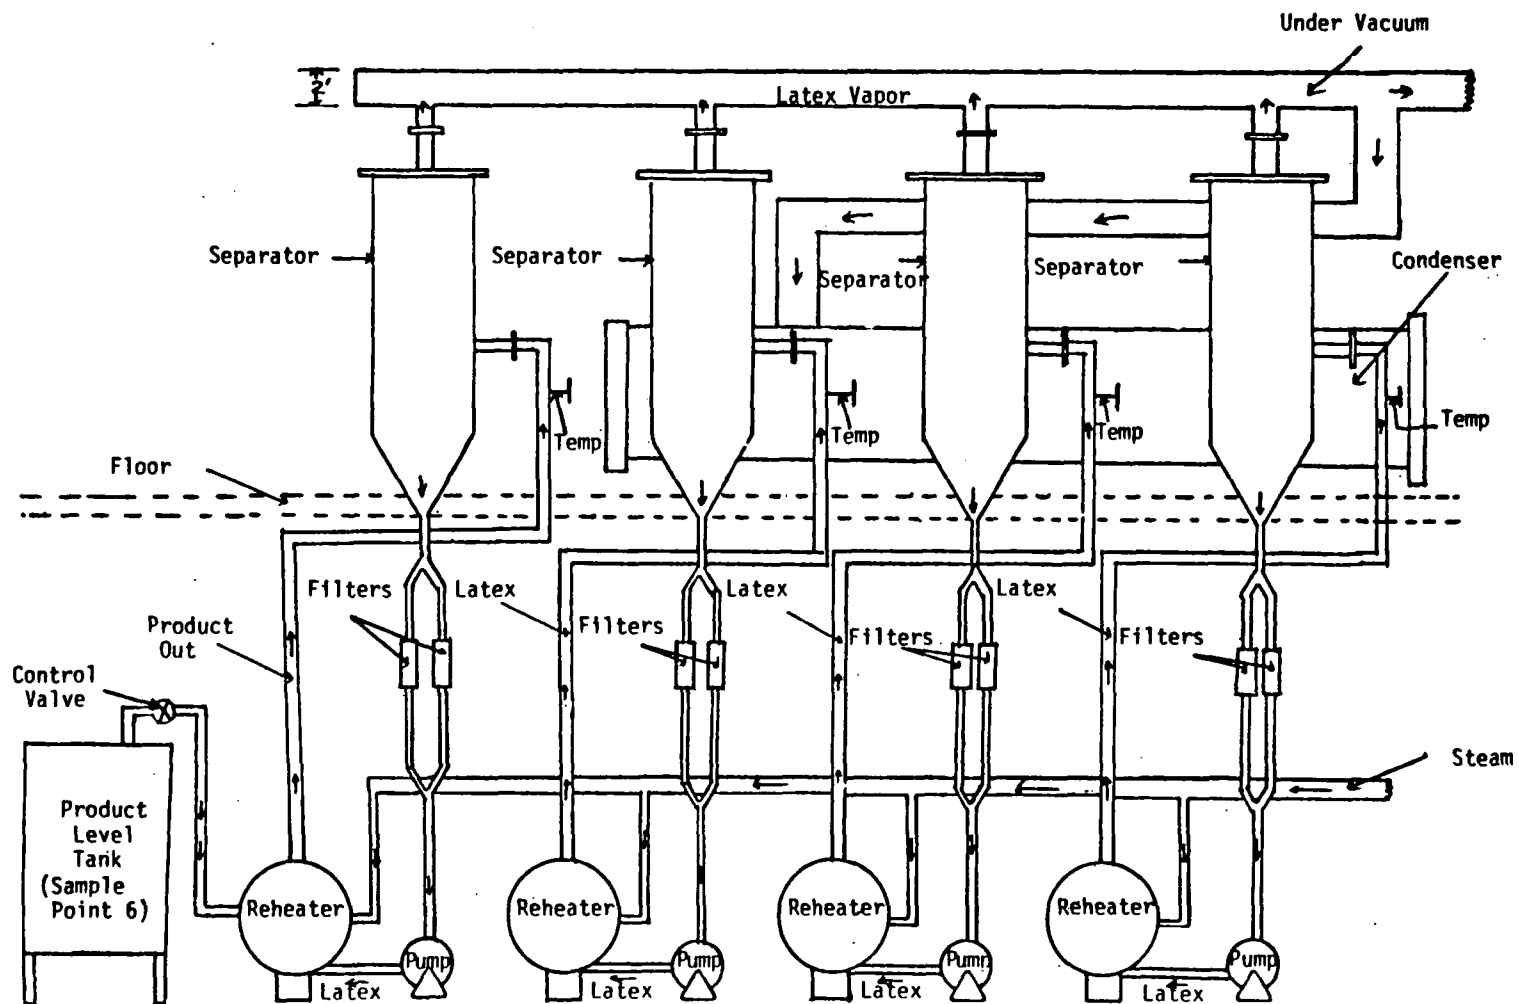 Under Vacuum
2'
Latex Vapor
Separator
Separator
Separator
Separator
Condenser
Temp
Temp
Temp
Temp
Floor
Filters
Latex
Latex
Latex
Product
Out
Filters
Filters
Filters
Control
Valve
Steam
Product
Level
Tank
(Sample
Point 6)
Reheater
Reheater
Reheater
Reheater
Pump
Pump
Pump
Pump
Latex
Latex
Latex
Latex